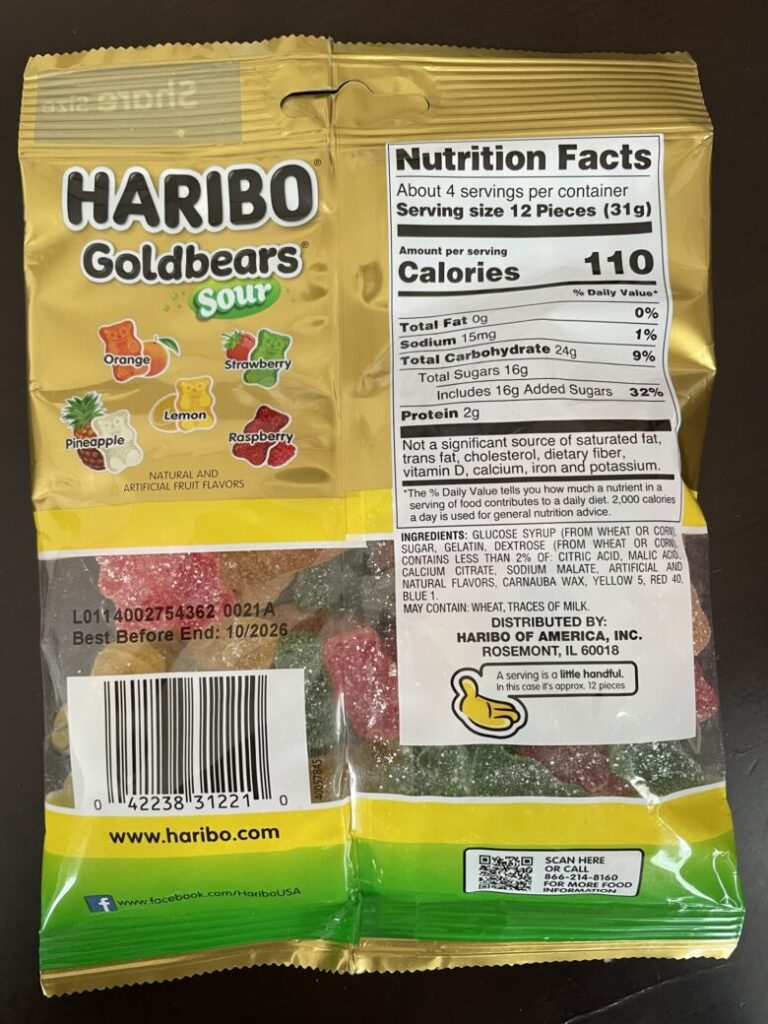 Share size
HARIBO®
Goldbears®
Sour
Orange
Strawberry
Lemon
Pineapple
Raspberry
NATURAL AND
ARTIFICIAL FRUIT FLAVORS
L0114002754362 0021A
Best Before End: 10/2026
0 42238 31221 0
40057845
www.haribo.com
f www.facebook.com/HariboUSA
Nutrition Facts
About 4 servings per container
Serving size 12 Pieces (31g)
Amount per serving
Calories 110
% Daily Value*
Total Fat 0g 0%
Sodium 15mg 1%
Total Carbohydrate 24g 9%
Total Sugars 16g
Includes 16g Added Sugars 32%
Protein 2g
Not a significant source of saturated fat,
trans fat, cholesterol, dietary fiber,
vitamin D, calcium, iron and potassium.
*The % Daily Value tells you how much a nutrient in a
serving of food contributes to a daily diet. 2,000 calories
a day is used for general nutrition advice.
INGREDIENTS: GLUCOSE SYRUP (FROM WHEAT OR CORN),
SUGAR, GELATIN, DEXTROSE (FROM WHEAT OR CORN),
CONTAINS LESS THAN 2% OF: CITRIC ACID, MALIC ACID,
CALCIUM CITRATE, SODIUM MALATE, ARTIFICIAL AND
NATURAL FLAVORS, CARNAUBA WAX, YELLOW 5, RED 40,
BLUE 1.
MAY CONTAIN: WHEAT, TRACES OF MILK.
DISTRIBUTED BY:
HARIBO OF AMERICA, INC.
ROSEMONT, IL 60018
A serving is a little handful.
In this case it's approx. 12 pieces
SCAN HERE
OR CALL
866-214-8160
FOR MORE FOOD
INFORMATION